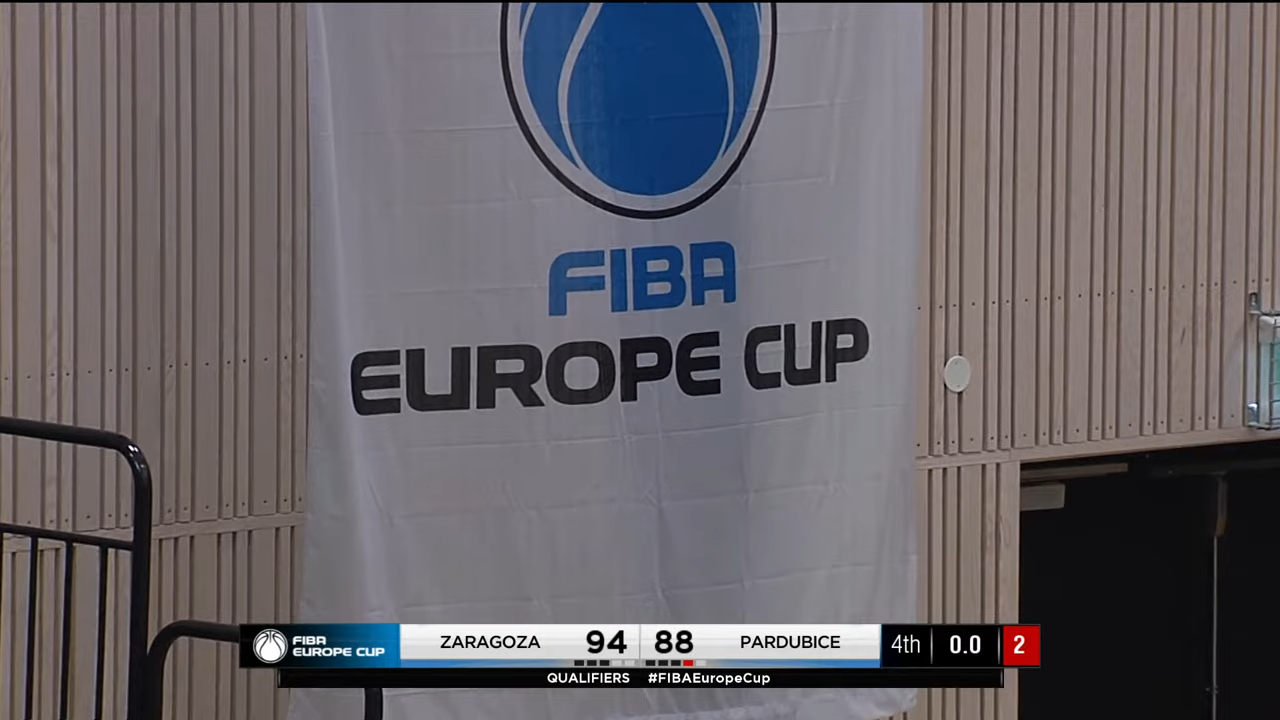 FIBA
EUROPE CUP
FIBA
EUROPE CUP
ZARAGOZA 94 88 PARDUBICE 4th 0.0 2
QUALIFIERS #FIBAEuropeCup